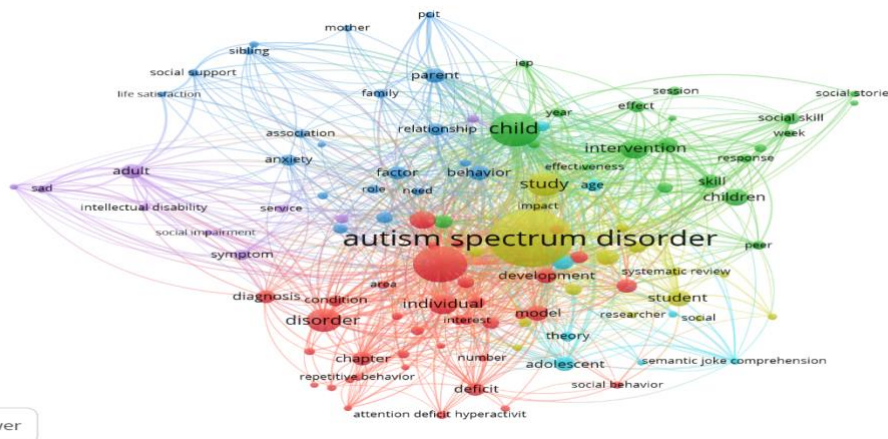 pcit
mother
sibling
iep
social support
parent
life satisfaction
family
session
social storie
effect
year
social skill
association
relationship
child
week
intervention
anxiety
response
effectiveness
adult
factor
behavior
study
age
skill
sad
role
need
children
intellectual disability
service
impact
social impairment
autism spectrum disorder
peer
symptom
area
development
systematic review
diagnosis
condition
individual
student
disorder
interest
model
researcher
social
theory
chapter
number
adolescent
semantic joke comprehension
repetitive behavior
deficit
social behavior
attention deficit hyperactivit
ver